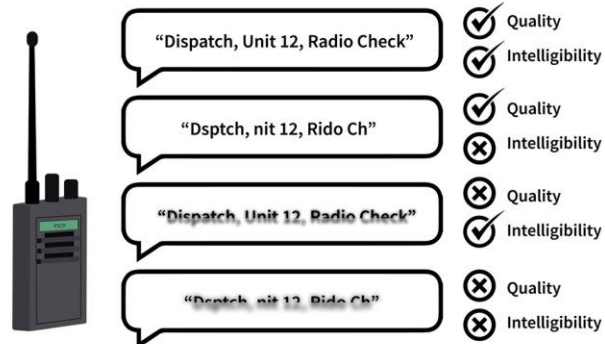 “Dispatch, Unit 12, Radio Check”
Quality
Intelligibility
“Dsptch, nit 12, Rido Ch”
Quality
Intelligibility
PSCR
“Dispatch, Unit 12, Radio Check”
Quality
Intelligibility
“Dsptch, nit 12, Rido Ch”
Quality
Intelligibility